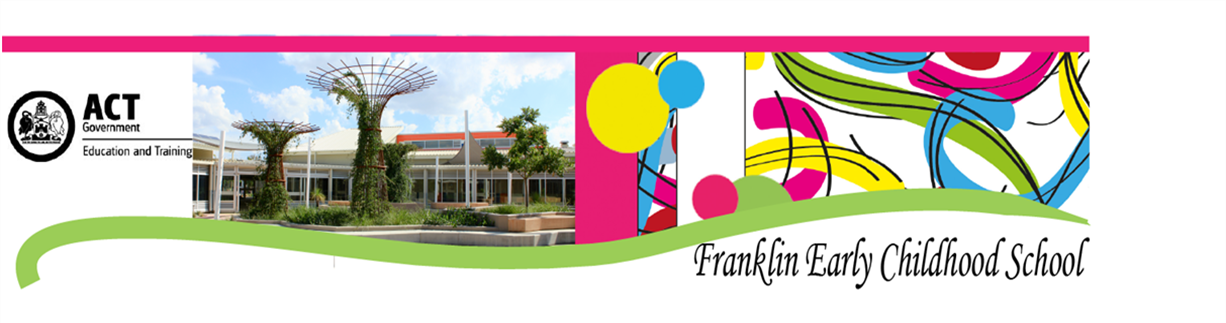 ACT
Government
Education and Training
Franklin Early Childhood School